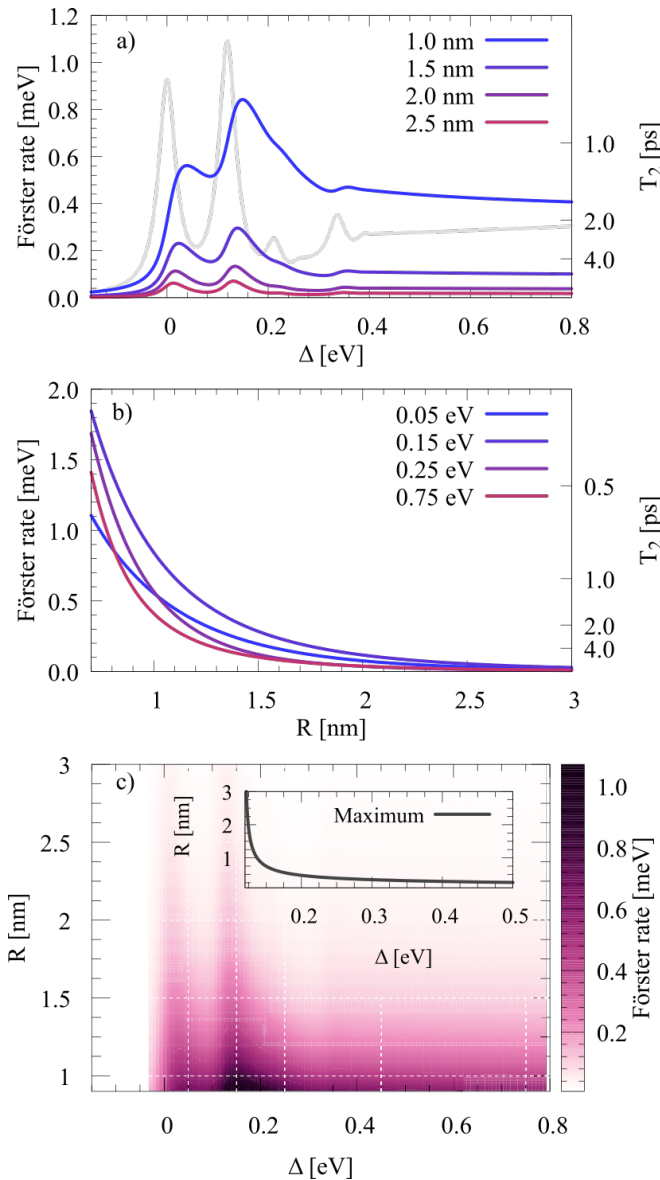 a)
1.0 nm
1.5 nm
2.0 nm
2.5 nm
1.2
1.0
0.8
0.6
0.4
0.2
0.0
Förster rate [meV]
1.0
2.0
4.0
T2 [ps]
0 0.2 0.4 0.6 0.8
Δ [eV]
b)
0.05 eV
0.15 eV
0.25 eV
0.75 eV
2.0
1.5
1.0
0.5
0.0
Förster rate [meV]
0.5
1.0
2.0
4.0
T2 [ps]
1 1.5 2 2.5 3
R [nm]
c)
3
2.5
2
1.5
1
R [nm]
Maximum
3
2
1
R [nm]
0.2 0.3 0.4 0.5
Δ [eV]
1.0
0.8
0.6
0.4
0.2
Förster rate [meV]
0 0.2 0.4 0.6 0.8
Δ [eV]